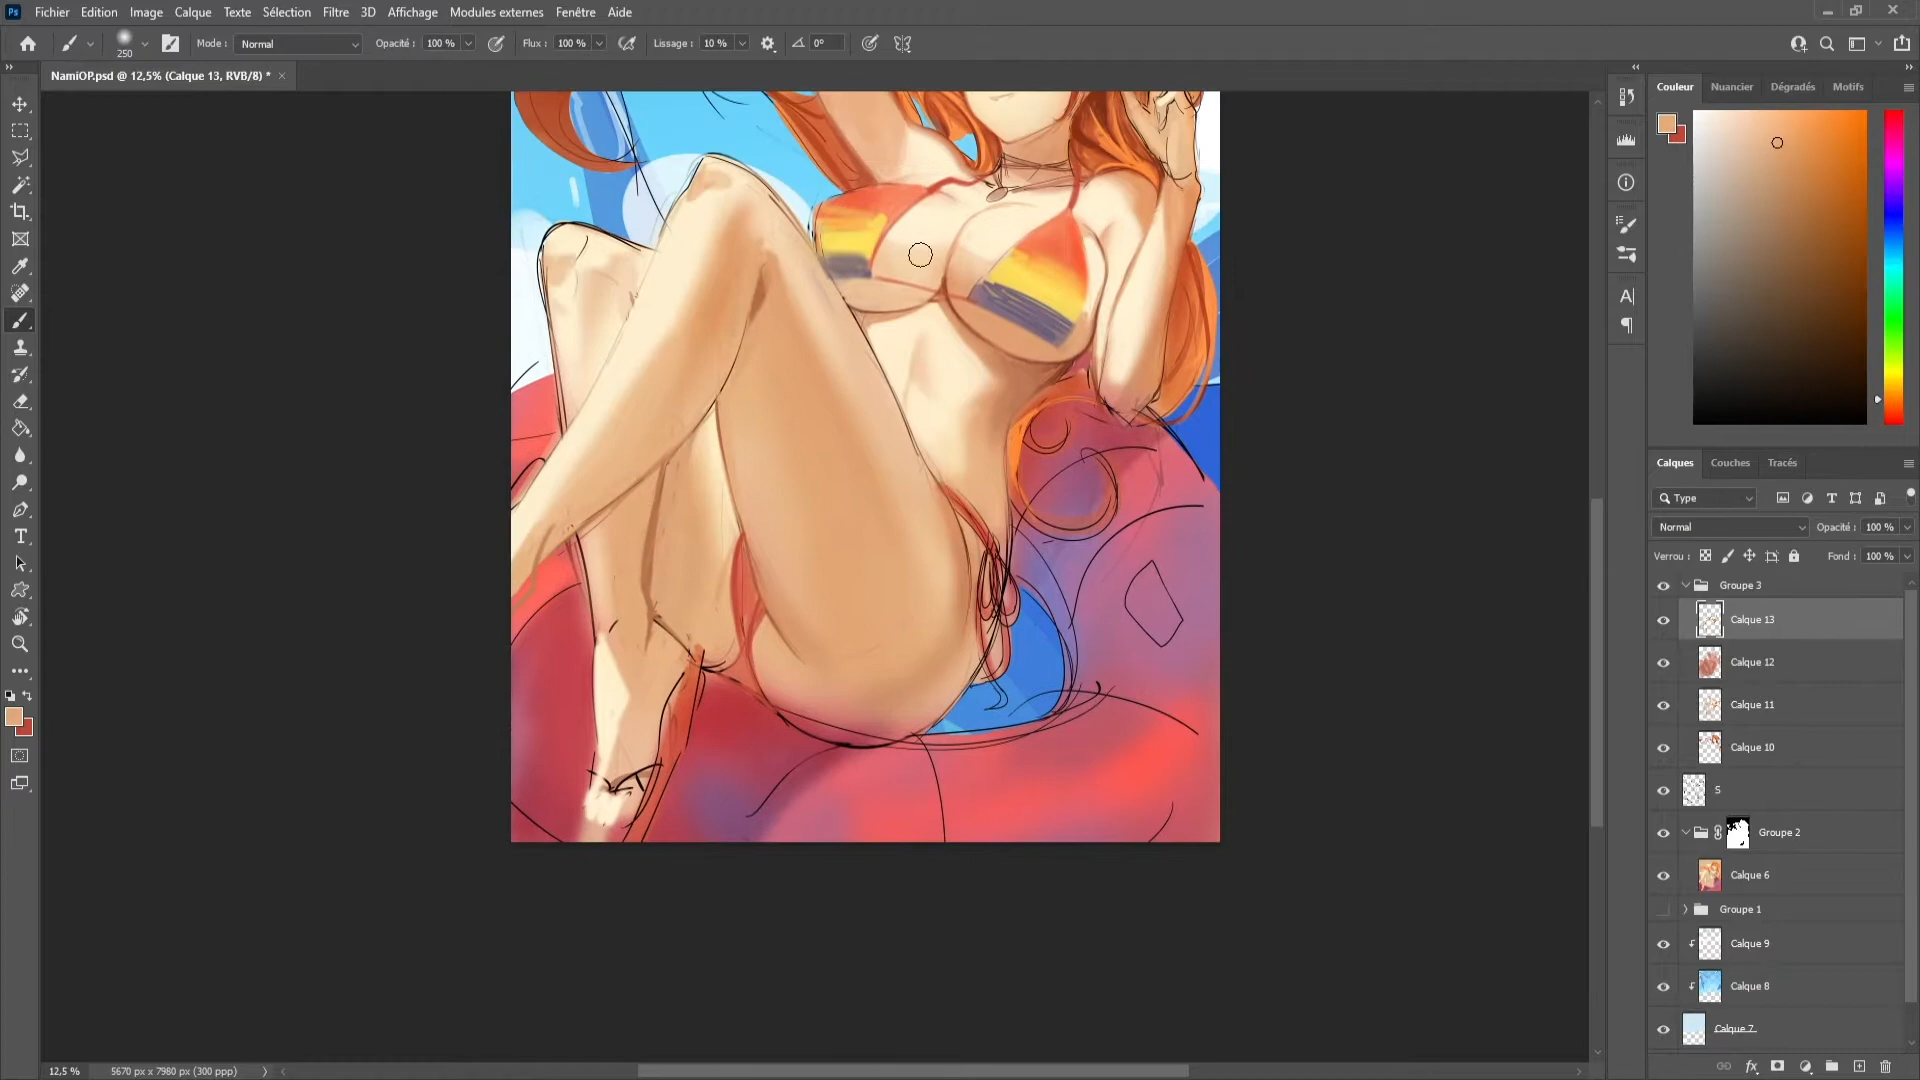 Ps Fichier Edition Image Calque Texte Sélection Filtre 3D Affichage Modules externes Fenêtre Aide
250 Mode : Normal Opacité : 100 % Flux : 100 % Lissage : 10 % 0°
NamiOP.psd @ 12,5% (Calque 13, RVB/8) *
Couleur Nuancier Dégradés Motifs
Calques Couches Tracés
Type
Normal Opacité : 100 %
Verrou : Fond : 100 %
Groupe 3
Calque 13
Calque 12
Calque 11
Calque 10
S
Groupe 2
Calque 6
Groupe 1
Calque 9
Calque 8
Calque 7
fx
12,5 % 5670 px x 7980 px (300 ppp)